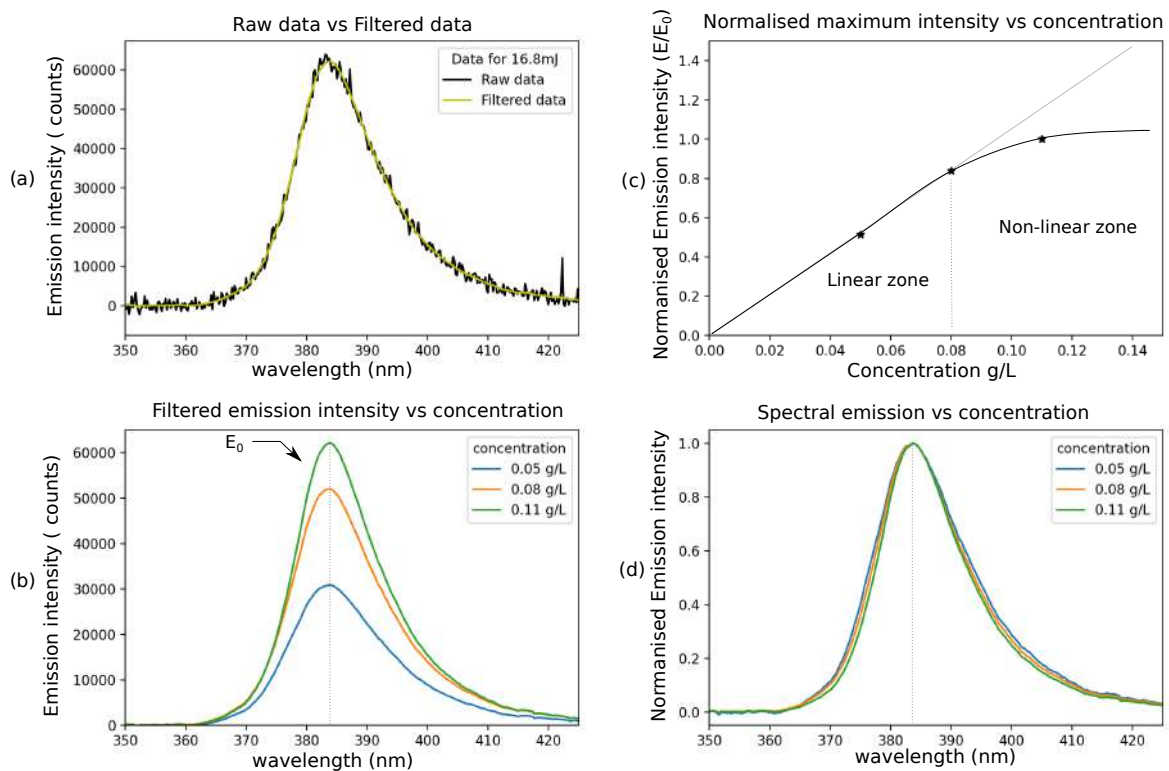 Raw data vs Filtered data
(a)
Emission intensity ( counts)
60000
50000
40000
30000
20000
10000
0
Data for 16.8mJ
Raw data
Filtered data
350 360 370 380 390 400 410 420
wavelength (nm)
Normalised maximum intensity vs concentration
(c)
Normanised Emission intensity (E/E0)
1.4
1.2
1.0
0.8
0.6
0.4
0.2
0.0
Non-linear zone
Linear zone
0.00 0.02 0.04 0.06 0.08 0.10 0.12 0.14
Concentration g/L
Filtered emission intensity vs concentration
(b)
Emission intensity ( counts)
60000
50000
40000
30000
20000
10000
0
E0
concentration
0.05 g/L
0.08 g/L
0.11 g/L
350 360 370 380 390 400 410 420
wavelength (nm)
Spectral emission vs concentration
(d)
Normanised Emission intensity
1.0
0.8
0.6
0.4
0.2
0.0
concentration
0.05 g/L
0.08 g/L
0.11 g/L
350 360 370 380 390 400 410 420
wavelength (nm)